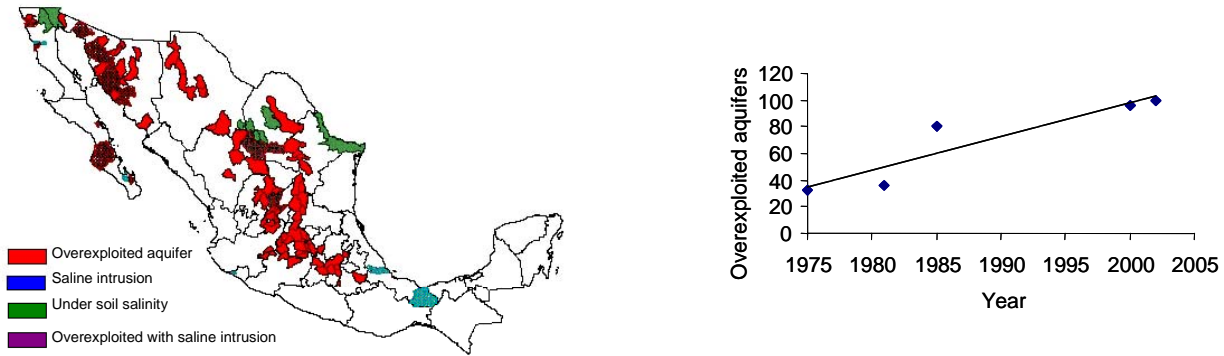 Overexploited aquifer
Saline intrusion
Under soil salinity
Overexploited with saline intrusion
Overexploited aquifers
120
100
80
60
40
20
0
1975 1980 1985 1990 1995 2000 2005
Year